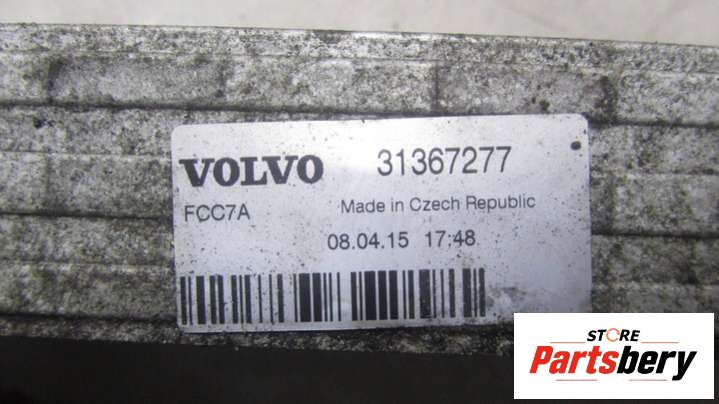 VOLVO 31367277
FCC7A Made in Czech Republic
08.04.15 17:48
STORE
Partsbery